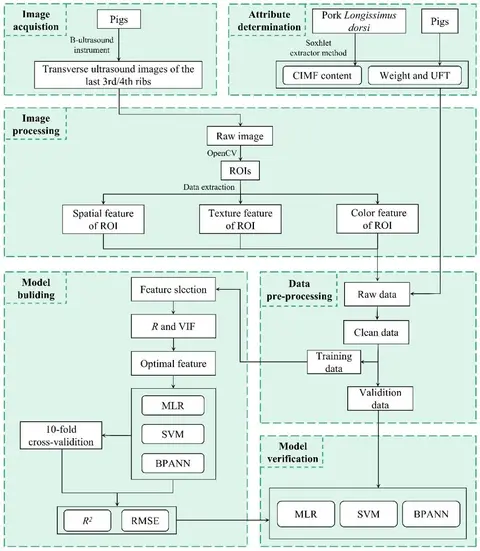 Image
acquistion
Pigs
B-ultrasound
instrument
Transverse ultrasound images of the
last 3rd/4th ribs
Attribute
determination
Pork Longissimus
dorsi
Pigs
Soxhlet
extractor method
CIMF content
Weight and UFT
Image
processing
Raw image
OpenCV
ROIs
Data extraction
Spatial feature
of ROI
Texture feature
of ROI
Color feature
of ROI
Model
buliding
Feature slection
R and VIF
Optimal feature
MLR
SVM
BPANN
10-fold
cross-validition
R²
RMSE
Data
pre-processing
Raw data
Clean data
Training
data
Validition
data
Model
verification
MLR
SVM
BPANN